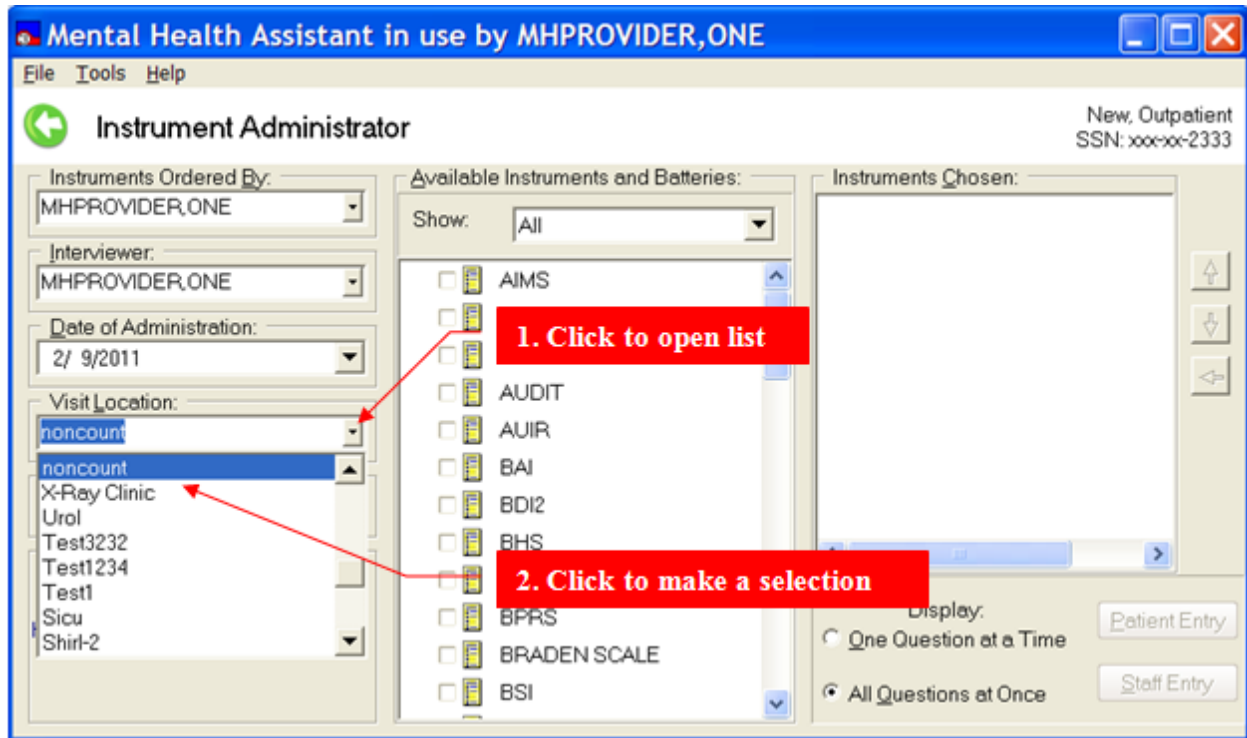 Mental Health Assistant in use by MHPROVIDER,ONE
File Tools Help
Instrument Administrator
New, Outpatient
SSN: xxx-xx-2333
Instruments Ordered By:
MHPROVIDER,ONE
Interviewer:
MHPROVIDER,ONE
Date of Administration:
2/ 9/2011
Visit Location:
noncount
noncount
X-Ray Clinic
Urol
Test3232
Test1234
Test1
Sicu
Shirl-2
Available Instruments and Batteries:
Show: All
AIMS
1. Click to open list
AUDIT
AUIR
BAI
BDI2
BHS
2. Click to make a selection
BPRS
BRADEN SCALE
BSI
Instruments Chosen:
Display:
One Question at a Time
All Questions at Once
Patient Entry
Staff Entry